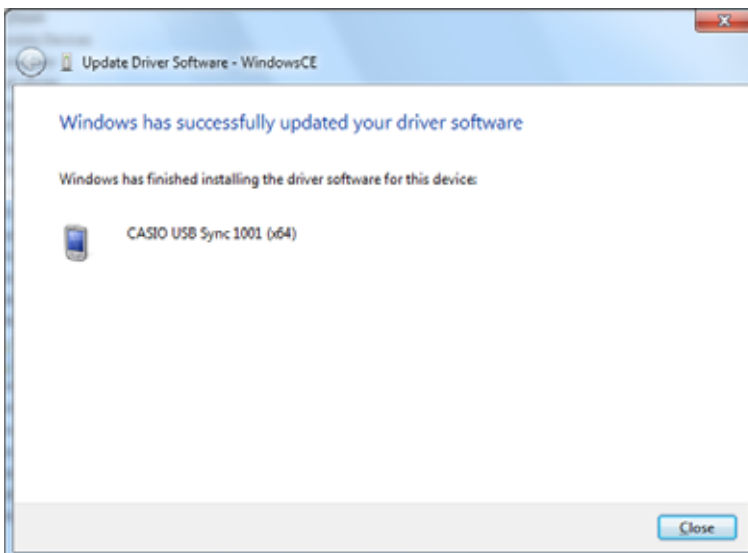 Update Driver Software - WindowsCE
Windows has successfully updated your driver software
Windows has finished installing the driver software for this device:
CASIO USB Sync 1001 (x64)
Close